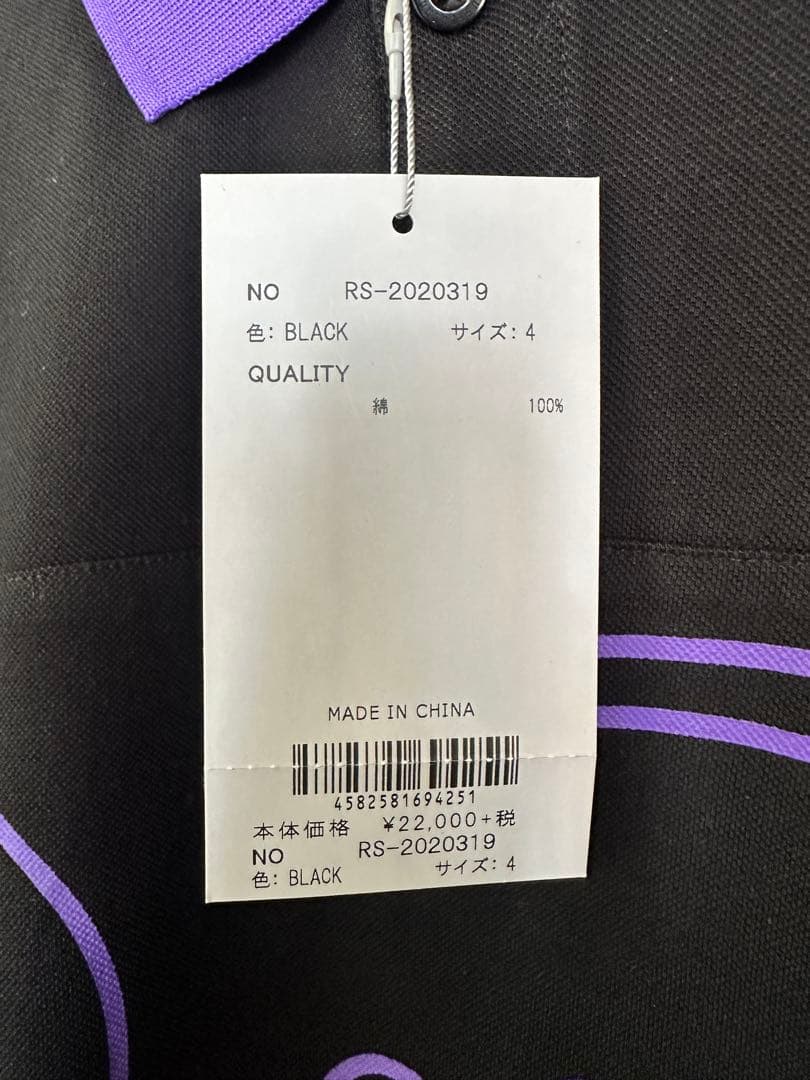 NO RS-2020319
色: BLACK サイズ: 4
QUALITY
綿 100%
MADE IN CHINA
4582581694251
本体価格 ¥22,000+税
NO RS-2020319
色: BLACK サイズ: 4